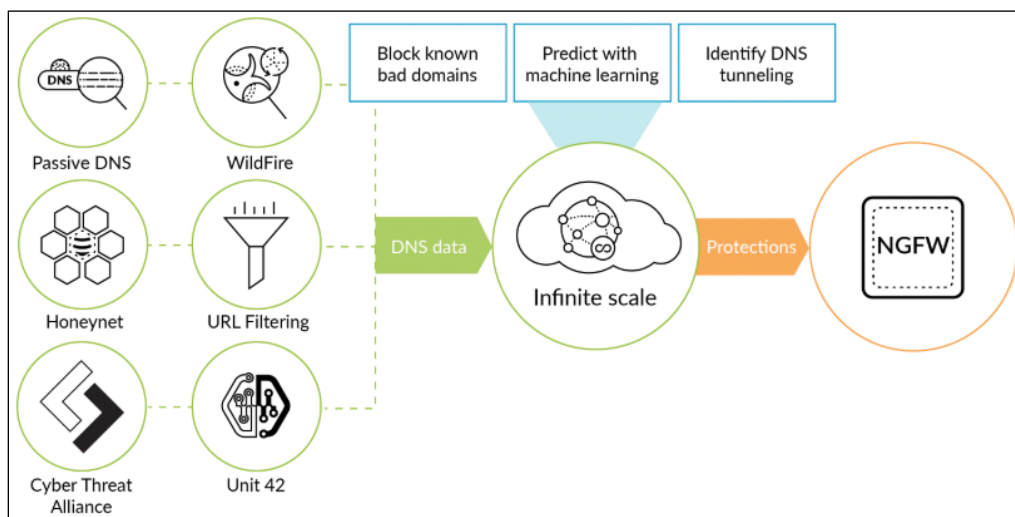 DNS
Passive DNS
WildFire
Block known
bad domains
Predict with
machine learning
Identify DNS
tunneling
Honeynet
URL Filtering
DNS data
Infinite scale
Protections
NGFW
Cyber Threat
Alliance
Unit 42